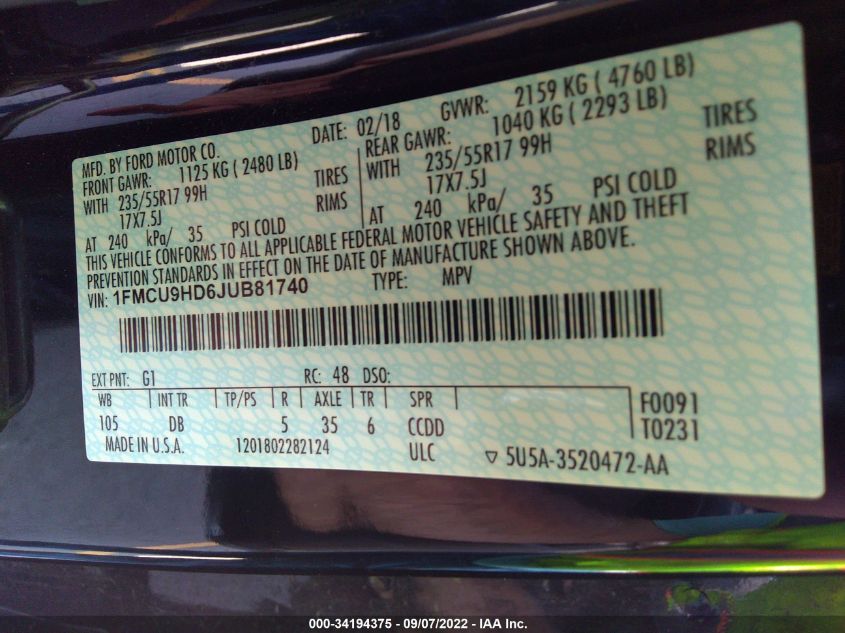 MFD. BY FORD MOTOR CO.
DATE: 02/18
GVWR: 2159 KG ( 4760 LB)
FRONT GAWR: 1125 KG ( 2480 LB)
REAR GAWR: 1040 KG ( 2293 LB)
WITH 235/55R17 99H TIRES
WITH 235/55R17 99H TIRES
17X7.5J RIMS
17X7.5J RIMS
AT 240 kPa/ 35 PSI COLD
AT 240 kPa/ 35 PSI COLD
THIS VEHICLE CONFORMS TO ALL APPLICABLE FEDERAL MOTOR VEHICLE SAFETY AND THEFT
PREVENTION STANDARDS IN EFFECT ON THE DATE OF MANUFACTURE SHOWN ABOVE.
VIN: 1FMCU9HD6JUB81740 TYPE: MPV
EXT PNT: G1 RC: 48 DSO:
WB INT TR TP/PS R AXLE TR SPR
F0091
105 DB 5 35 6 CCDD
T0231
MADE IN U.S.A. 1201802282124 ULC ▽ 5U5A-3520472-AA
000-34194375 - 09/07/2022 - IAA Inc.